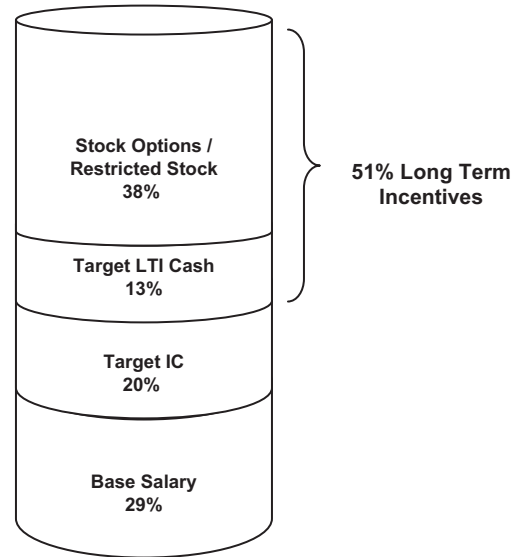 Stock Options /
Restricted Stock
38%
51% Long Term
Incentives
Target LTI Cash
13%
Target IC
20%
Base Salary
29%